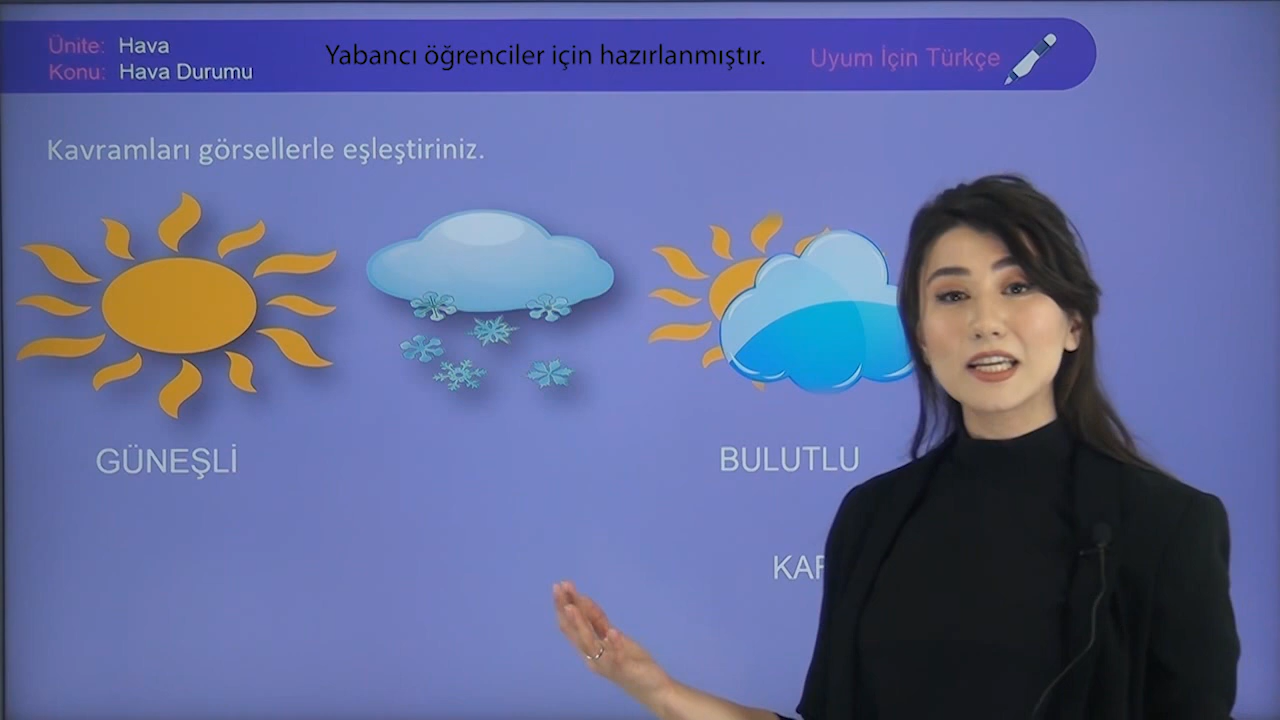 Ünite: Hava
Konu: Hava Durumu
Yabancı öğrenciler için hazırlanmıştır.
Uyum İçin Türkçe
Kavramları görsellerle eşleştiriniz.
GÜNEŞLİ
BULUTLU